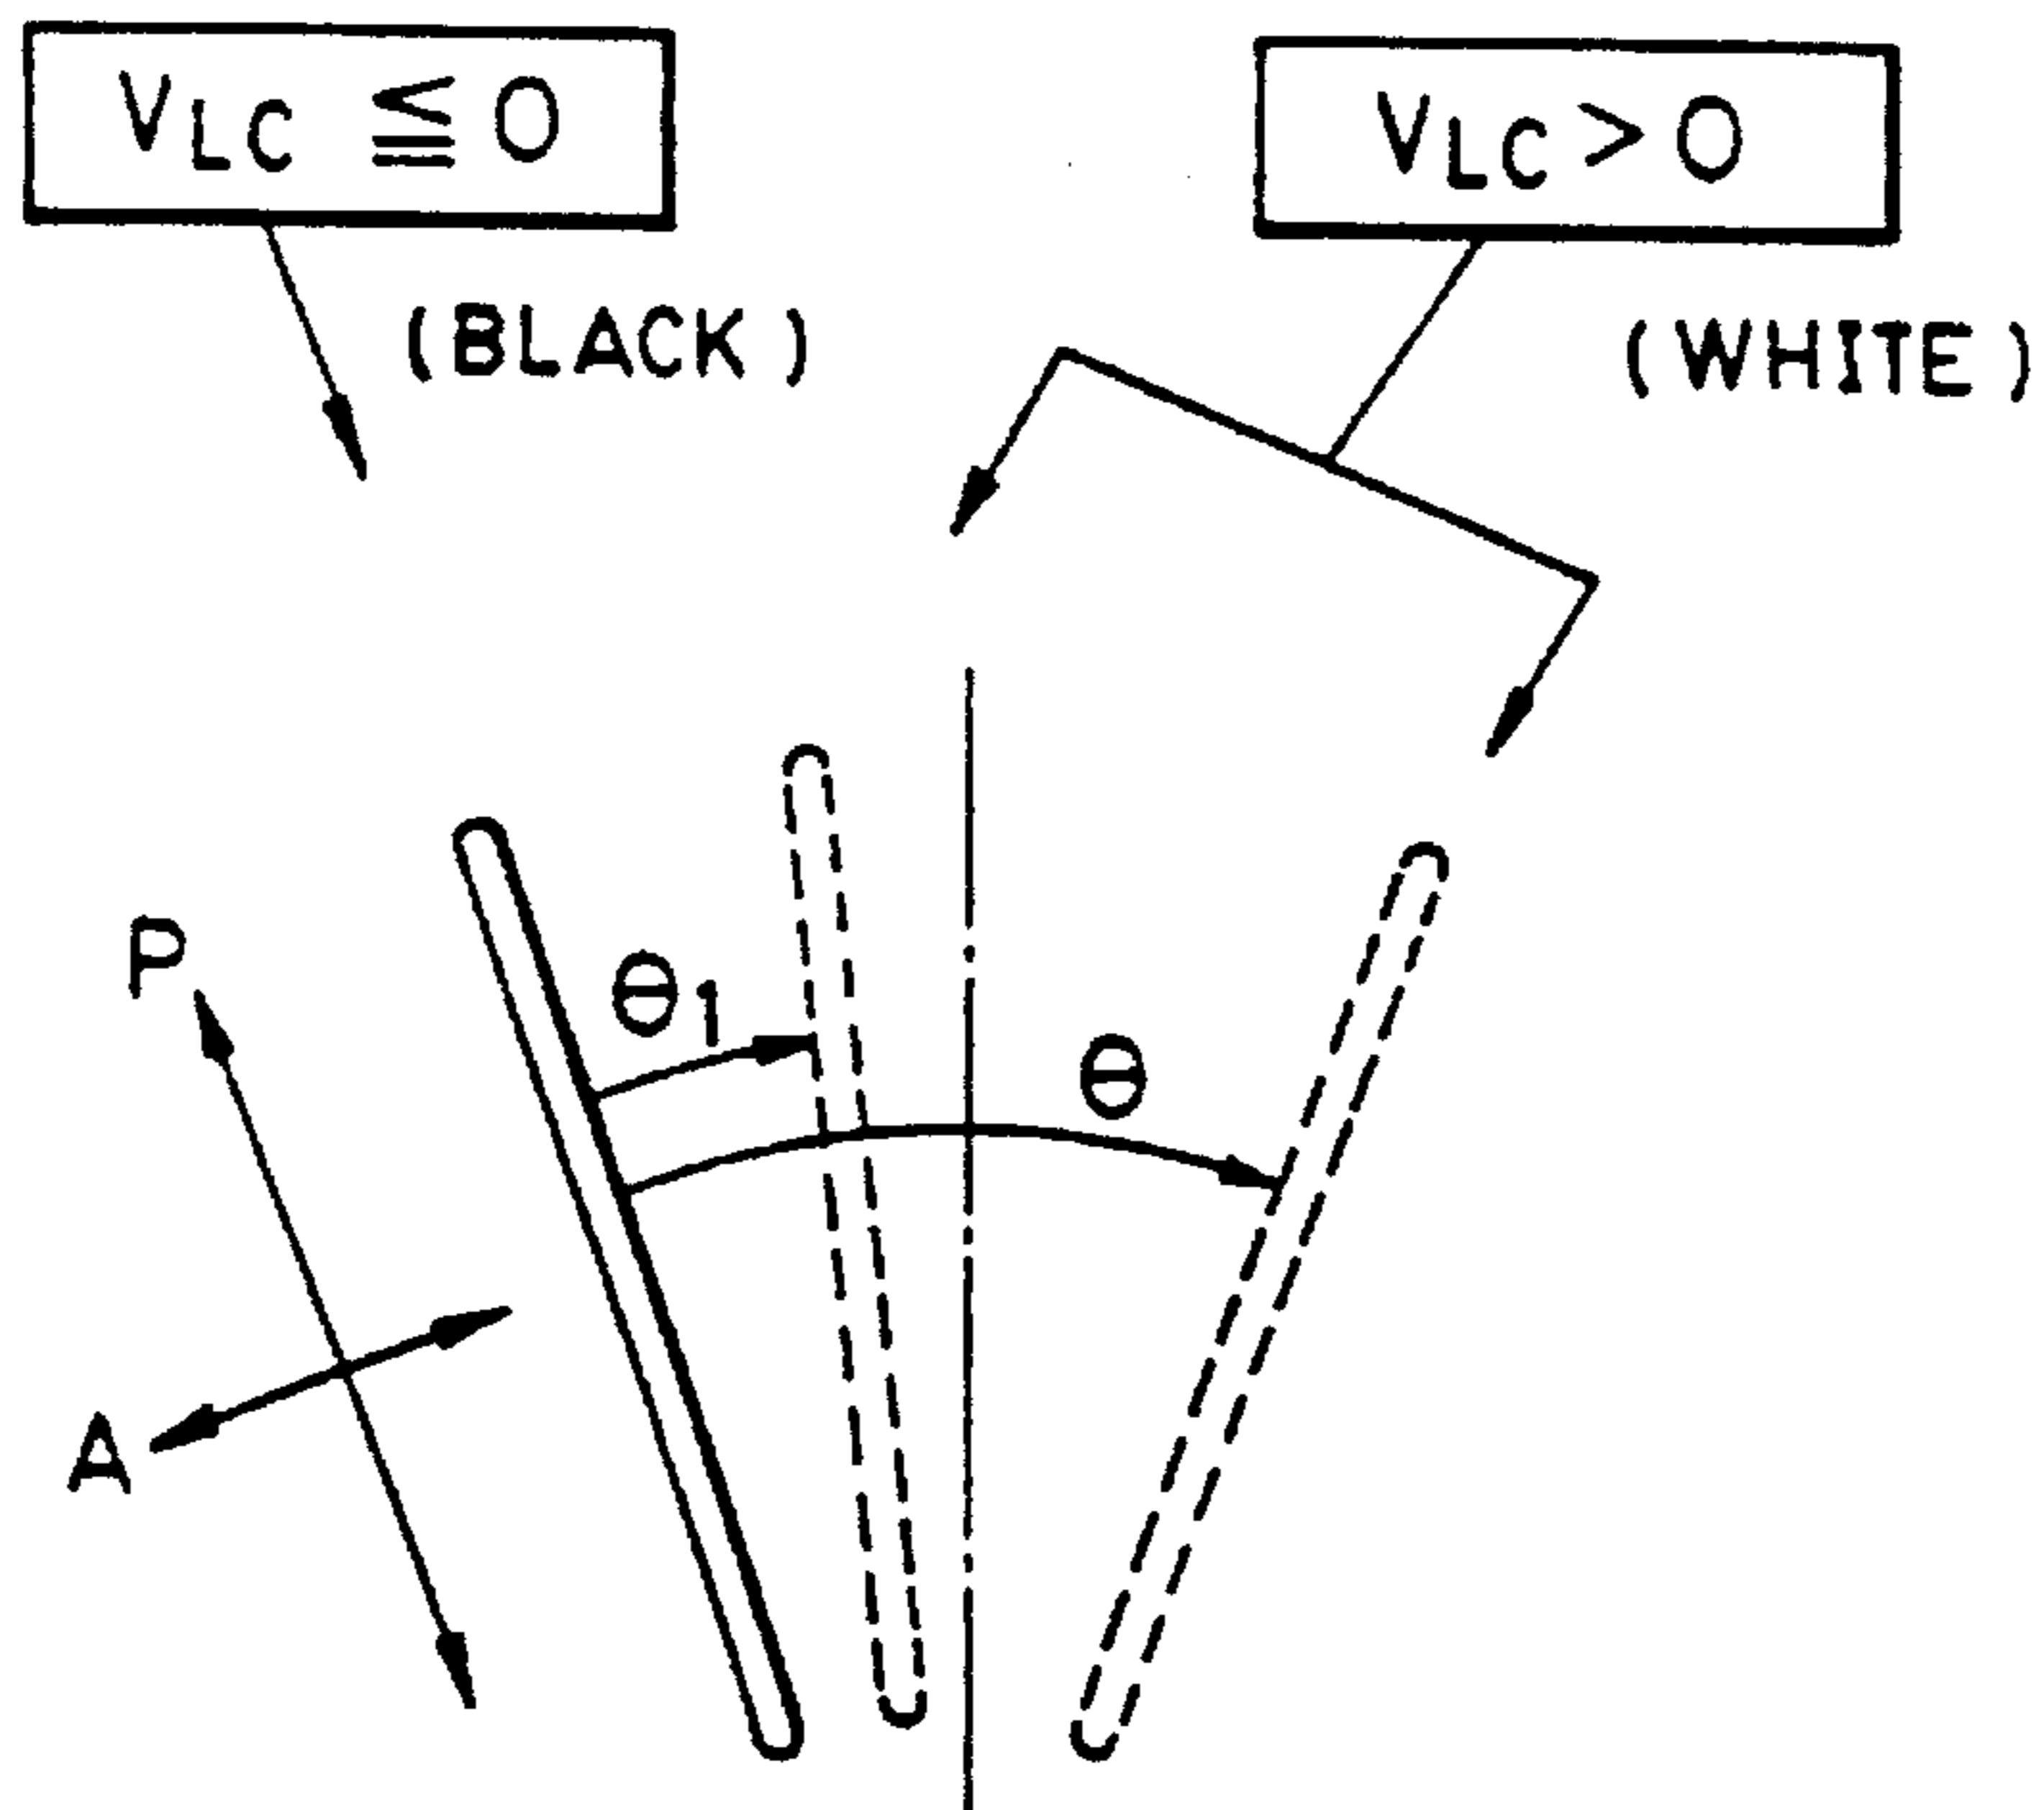 VLC ≦ 0
VLC > 0
(BLACK)
(WHITE)
P
θ1
θ
A